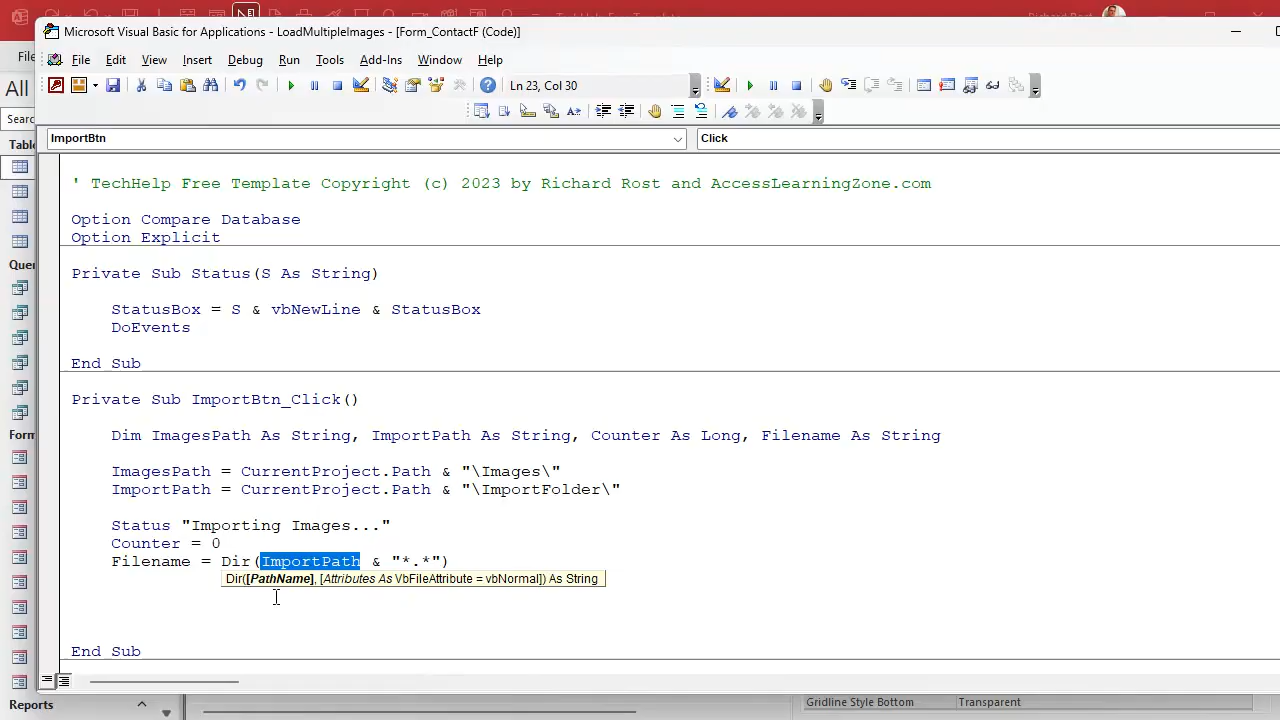 Microsoft Visual Basic for Applications - LoadMultipleImages - [Form_ContactF (Code)]
File Edit View Insert Debug Run Tools Add-Ins Window Help
Ln 23, Col 30
ImportBtn
Click
' TechHelp Free Template Copyright (c) 2023 by Richard Rost and AccessLearningZone.com
Option Compare Database
Option Explicit
Private Sub Status(S As String)
StatusBox = S & vbNewLine & StatusBox
DoEvents
End Sub
Private Sub ImportBtn_Click()
Dim ImagesPath As String, ImportPath As String, Counter As Long, Filename As String
ImagesPath = CurrentProject.Path & "\Images\"
ImportPath = CurrentProject.Path & "\ImportFolder\"
Status "Importing Images..."
Counter = 0
Filename = Dir(ImportPath & "*.*")
Dir([PathName], [Attributes As VbFileAttribute = vbNormal]) As String
End Sub
All
Reports
Gridline Style Bottom Transparent